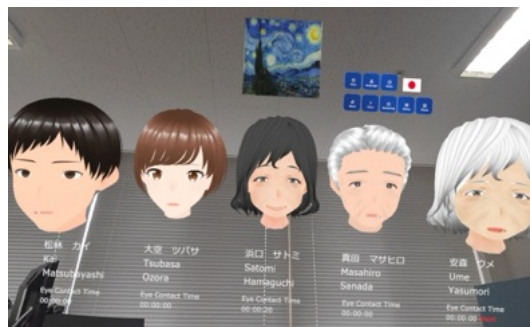 松林　カイ
Kai
Matsubayashi
Eye Contact Time
00:00:00
大空　ツバサ
Tsubasa
Ozora
Eye Contact Time
00:00:00
浜口　サトミ
Satomi
Hamaguchi
Eye Contact Time
00:00:20
真田　マサヒロ
Masahiro
Sanada
Eye Contact Time
00:00:00
安森　ウメ
Ume
Yasumori
Eye Contact Time
00:00:00